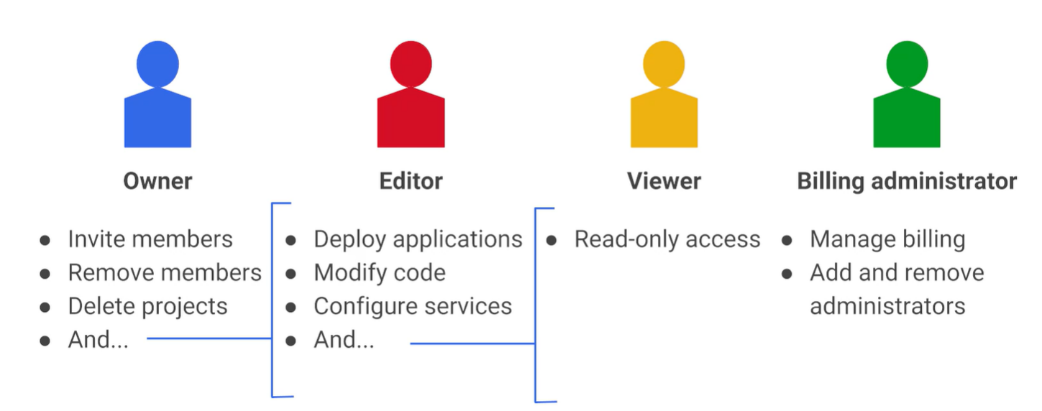 Owner
Editor
Viewer
Billing administrator
● Invite members
● Remove members
● Delete projects
● And...
● Deploy applications
● Modify code
● Configure services
● And...
● Read-only access
● Manage billing
● Add and remove
administrators